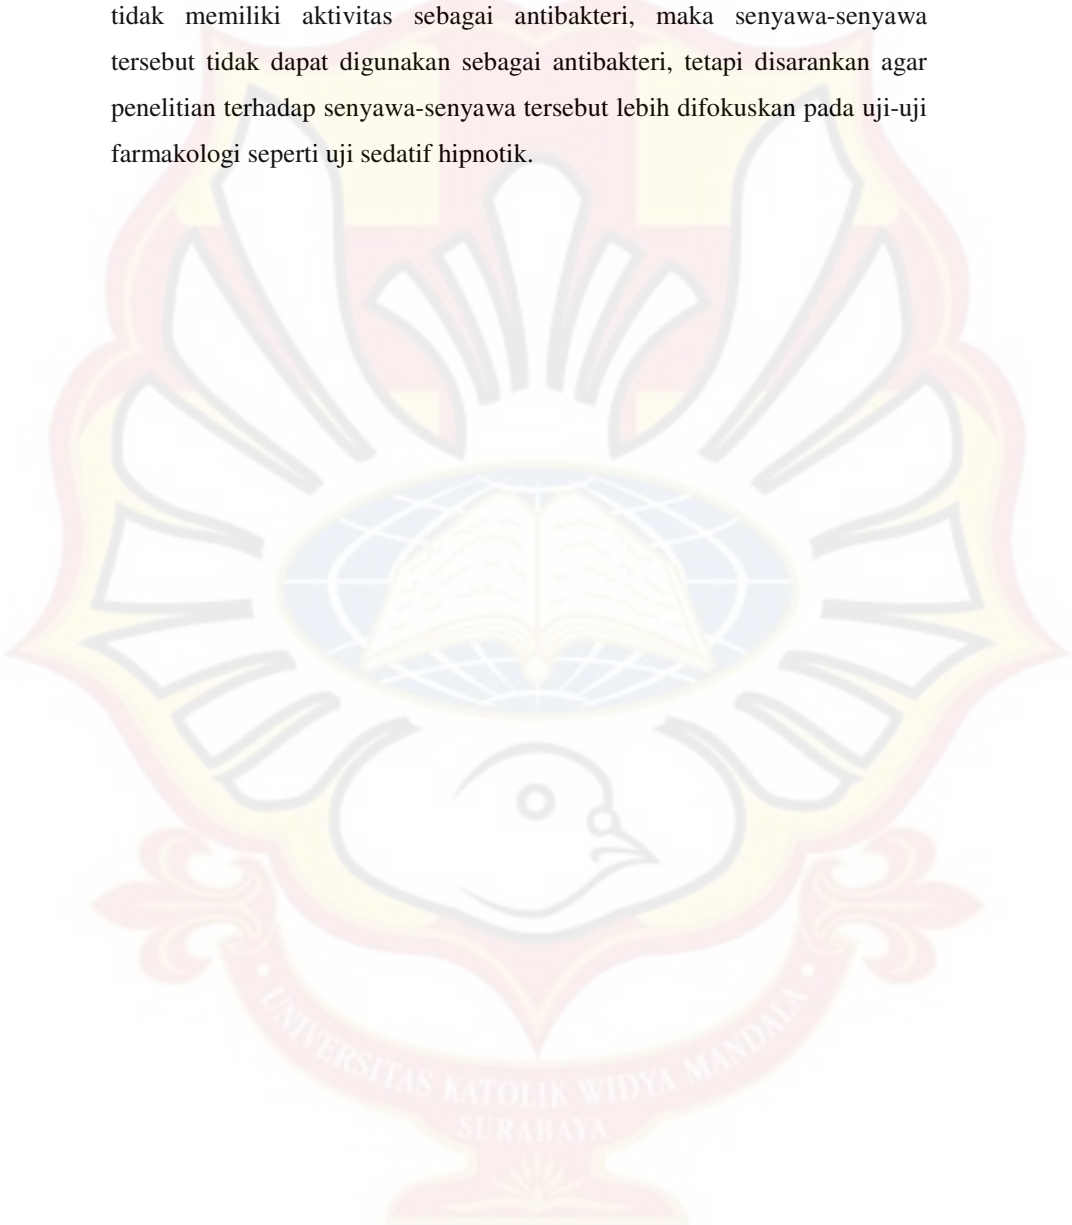 tidak memiliki aktivitas sebagai antibakteri, maka senyawa-senyawa
tersebut tidak dapat digunakan sebagai antibakteri, tetapi disarankan agar
penelitian terhadap senyawa-senyawa tersebut lebih difokuskan pada uji-uji
farmakologi seperti uji sedatif hipnotik.
UNIVERSITAS KATOLIK WIDYA MANDALA
SURABAYA